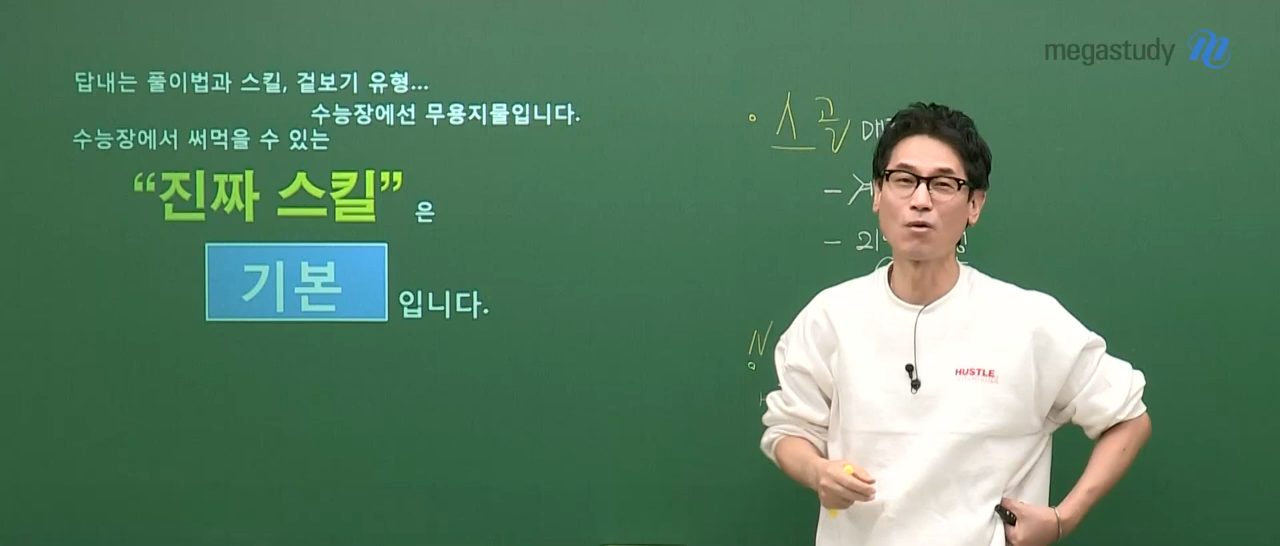 megastudy
답내는 풀이법과 스킬, 겉보기 유형...
수능장에선 무용지물입니다.
수능장에서 써먹을 수 있는
“진짜 스킬” 은
기본 입니다.
• 스골
HUSTLE